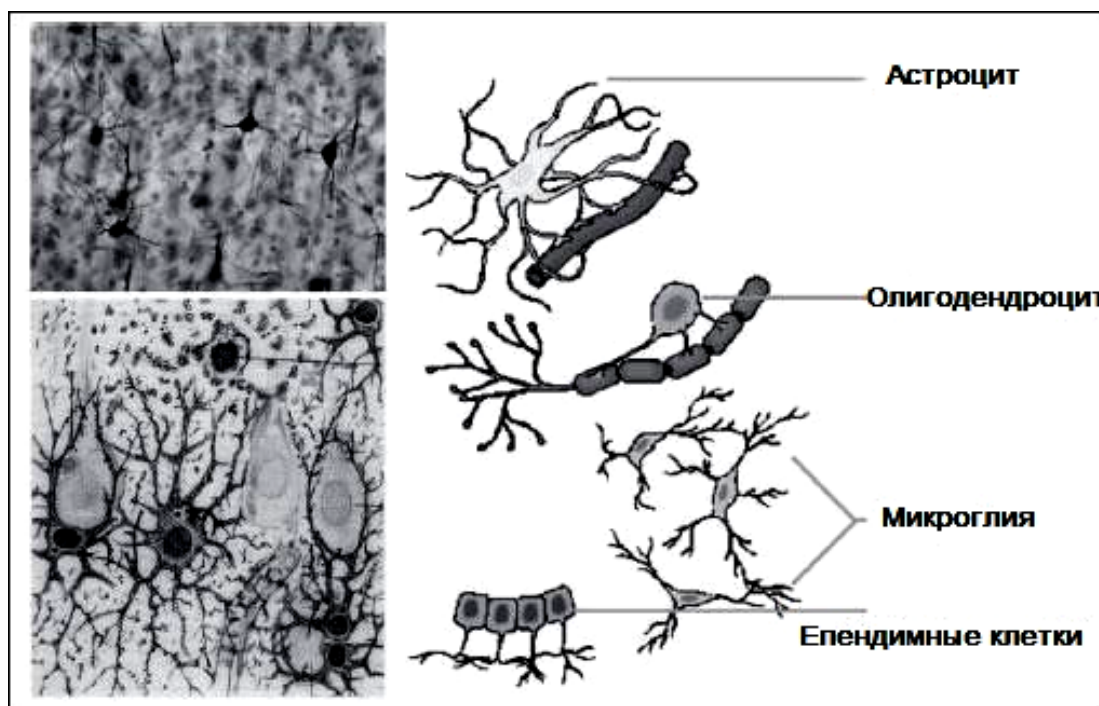 Астроцит
Олигодендроцит
Микроглия
Епендимные клетки